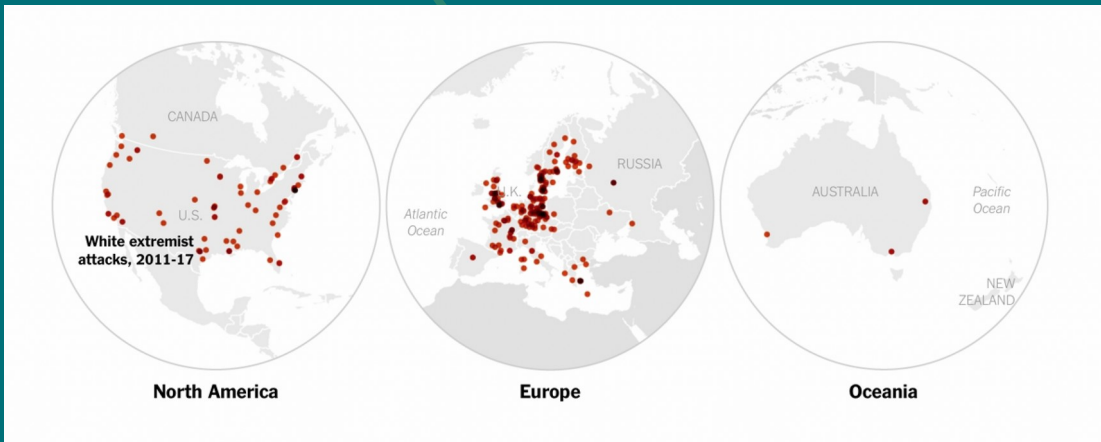 CANADA
U.S.
White extremist
attacks, 2011-17
North America
U.K.
RUSSIA
Atlantic
Ocean
Europe
AUSTRALIA
Pacific
Ocean
NEW
ZEALAND
Oceania